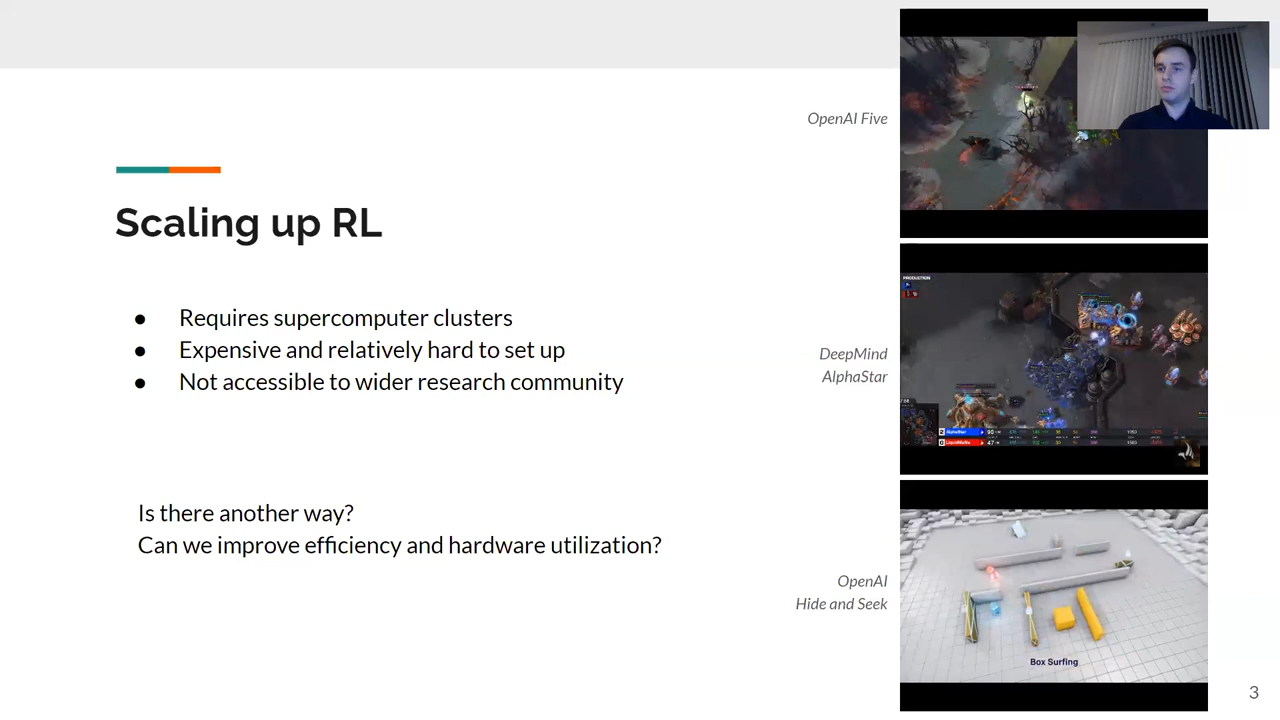 Scaling up RL
● Requires supercomputer clusters
● Expensive and relatively hard to set up
● Not accessible to wider research community
Is there another way?
Can we improve efficiency and hardware utilization?
OpenAI Five
DeepMind
AlphaStar
PRODUCTION
OpenAI
Hide and Seek
Box Surfing
3